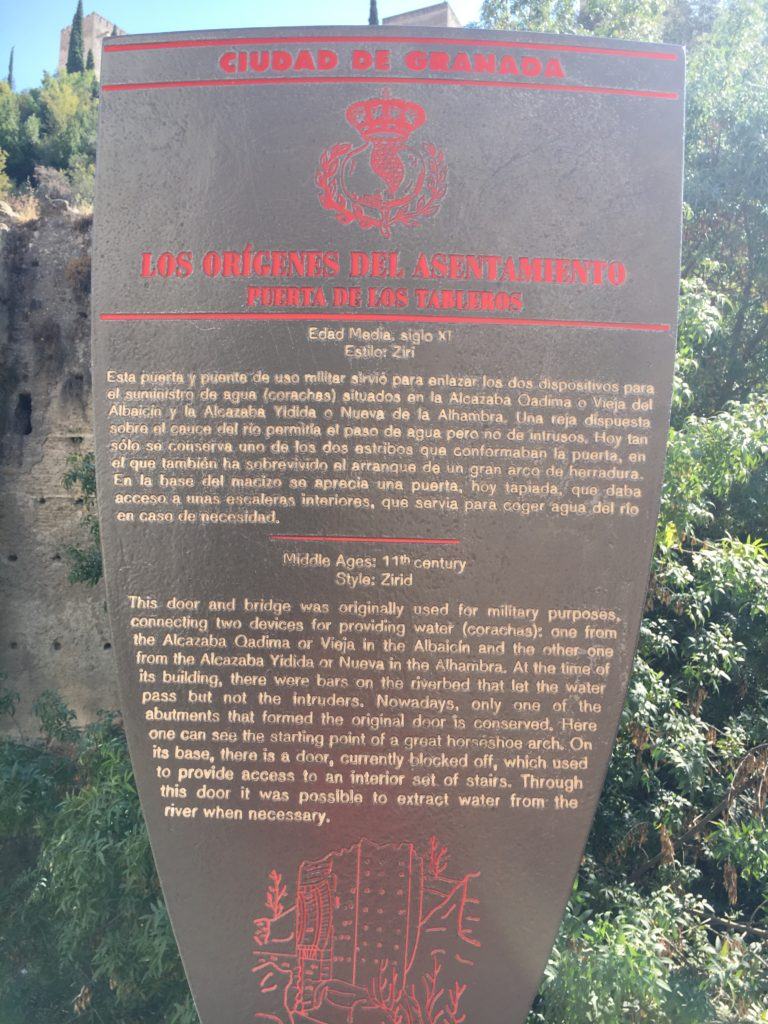 CIUDAD DE GRANADA
LOS ORÍGENES DEL ASENTAMIENTO
PUERTA DE LOS TABLEROS
Edad Media, siglo XI
Estilo: Ziri
Esta puerta y puente de uso militar sirvió para enlazar los dos dispositivos para
el suministro de agua (corachas) situados en la Alcazaba Qadima o Vieja del
Albaicín y la Alcazaba Yidida o Nueva de la Alhambra. Una reja dispuesta
sobre el cauce del río permitía el paso de agua pero no de intrusos. Hoy tan
sólo se conserva uno de los dos estribos que conformaban la puerta, en
el que también ha sobrevivido el arranque de un gran arco de herradura.
En la base del macizo se aprecia una puerta, hoy tapiada, que daba
acceso a unas escaleras interiores, que servía para coger agua del río
en caso de necesidad.
Middle Ages: 11th century
Style: Zirid
This door and bridge was originally used for military purposes,
connecting two devices for providing water (corachas): one from
the Alcazaba Qadima or Vieja in the Albaicín and the other one
from the Alcazaba Yidida or Nueva in the Alhambra. At the time of
its building, there were bars on the riverbed that let the water
pass but not the intruders. Nowadays, only one of the
abutments that formed the original door is conserved. Here
one can see the starting point of a great horseshoe arch. On
its base, there is a door, currently blocked off, which used
to provide access to an interior set of stairs. Through
this door it was possible to extract water from the
river when necessary.